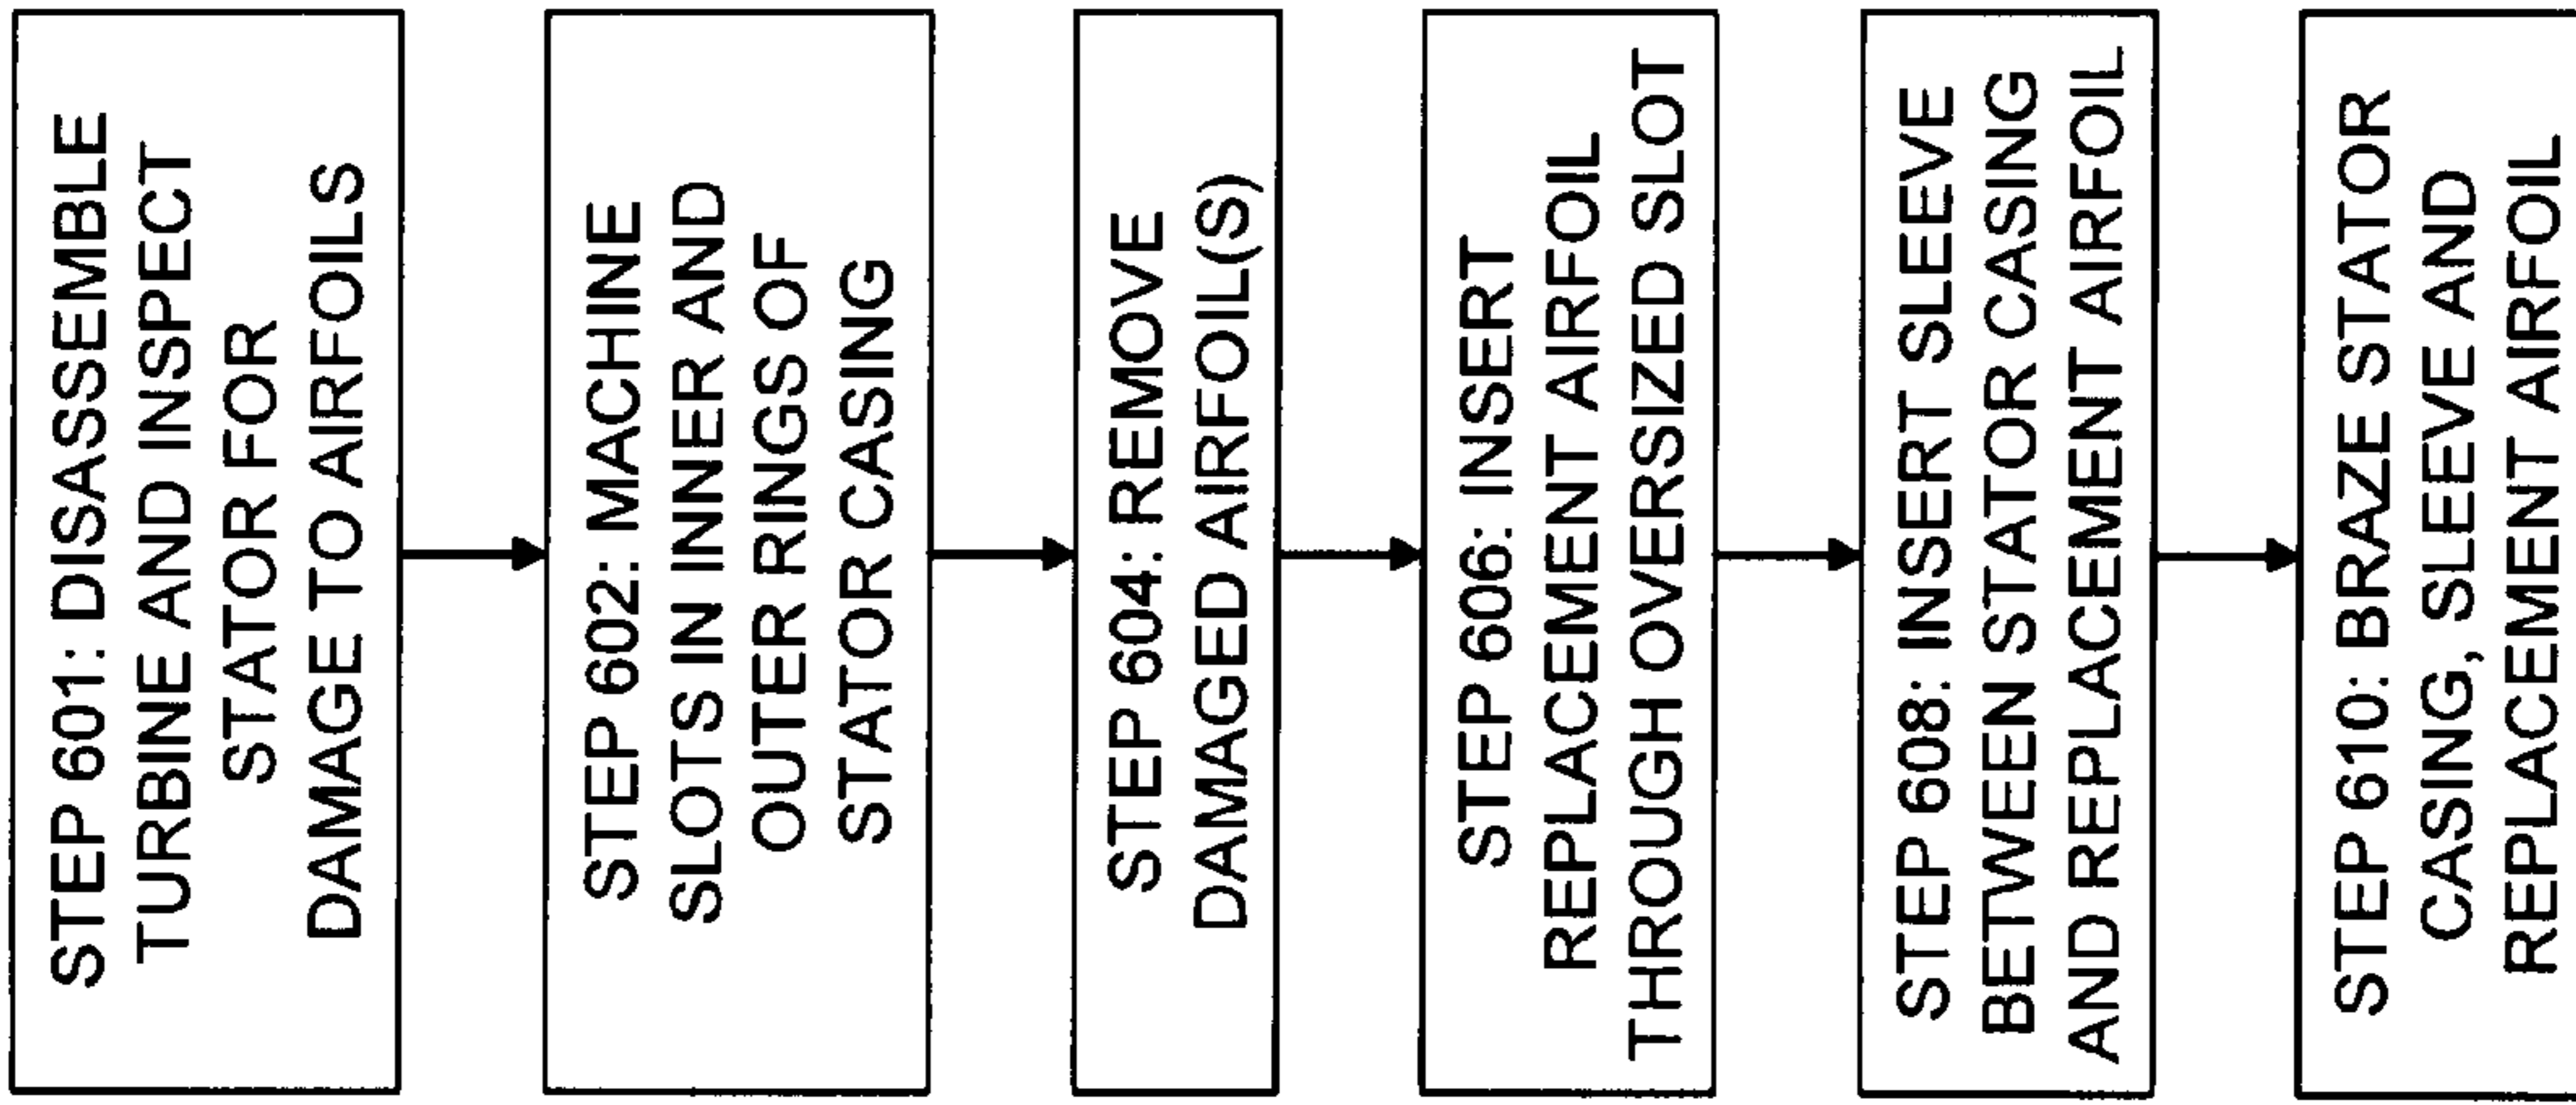 STEP 601: DISASSEMBLE
TURBINE AND INSPECT
STATOR FOR
DAMAGE TO AIRFOILS
STEP 602: MACHINE
SLOTS IN INNER AND
OUTER RINGS OF
STATOR CASING
STEP 604: REMOVE
DAMAGED AIRFOIL(S)
STEP 606: INSERT
REPLACEMENT AIRFOIL
THROUGH OVERSIZED SLOT
STEP 608: INSERT SLEEVE
BETWEEN STATOR CASING
AND REPLACEMENT AIRFOIL
STEP 610: BRAZE STATOR
CASING, SLEEVE AND
REPLACEMENT AIRFOIL